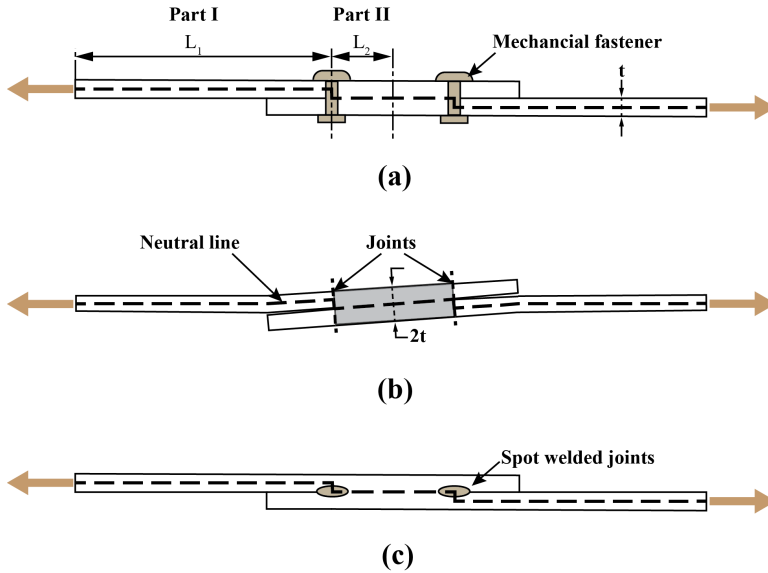 Part I Part II
L₁ L₂
Mechancial fastener
t
(a)
Neutral line Joints
2t
(b)
Spot welded joints
(c)